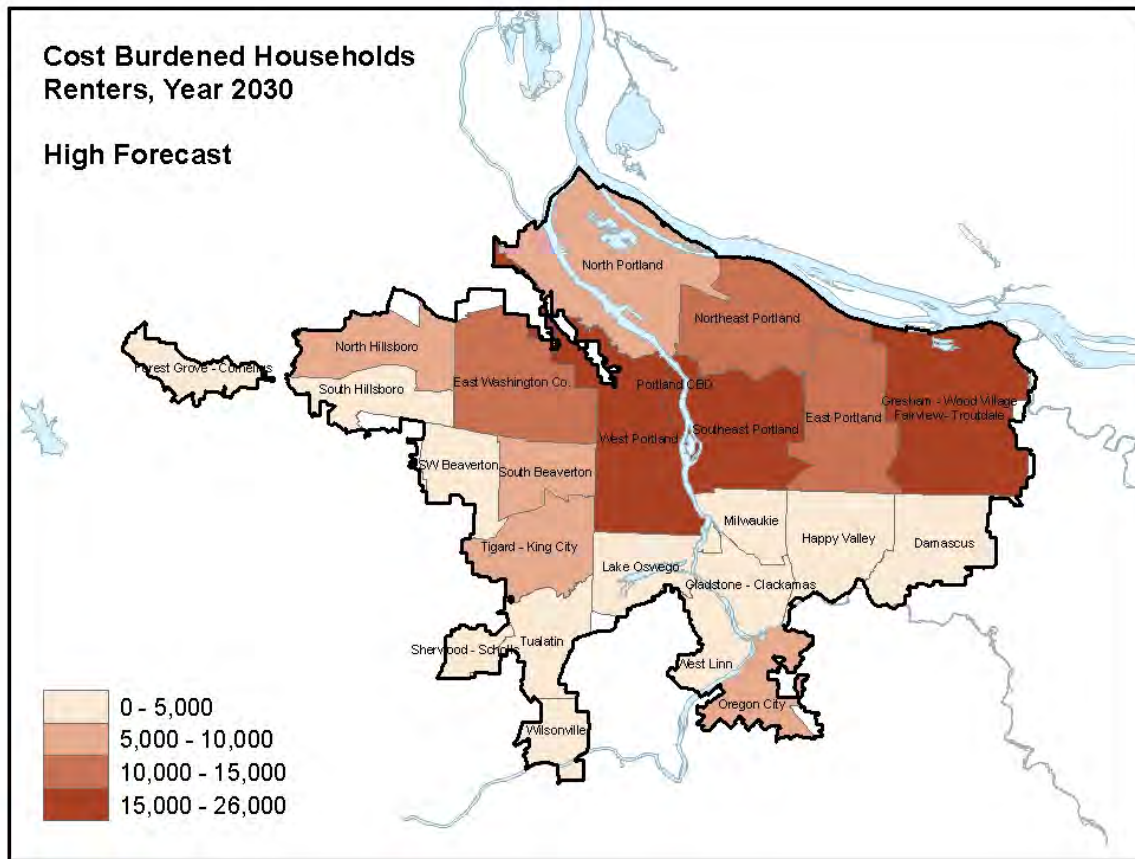 Cost Burdened Households
Renters, Year 2030
High Forecast
North Portland
Northeast Portland
North Hillsboro
Forest Grove - Cornelius
East Washington Co.
Portland CBD
South Hillsboro
Gresham - Wood Village
Fairview- Troutdale
East Portland
West Portland
Southeast Portland
SW Beaverton
South Beaverton
Milwaukie
Happy Valley
Damascus
Tigard - King City
Lake Oswego
Gladstone - Clackamas
Tualatin
Sherwood - Scholls
West Linn
Oregon City
Wilsonville
0 - 5,000
5,000 - 10,000
10,000 - 15,000
15,000 - 26,000